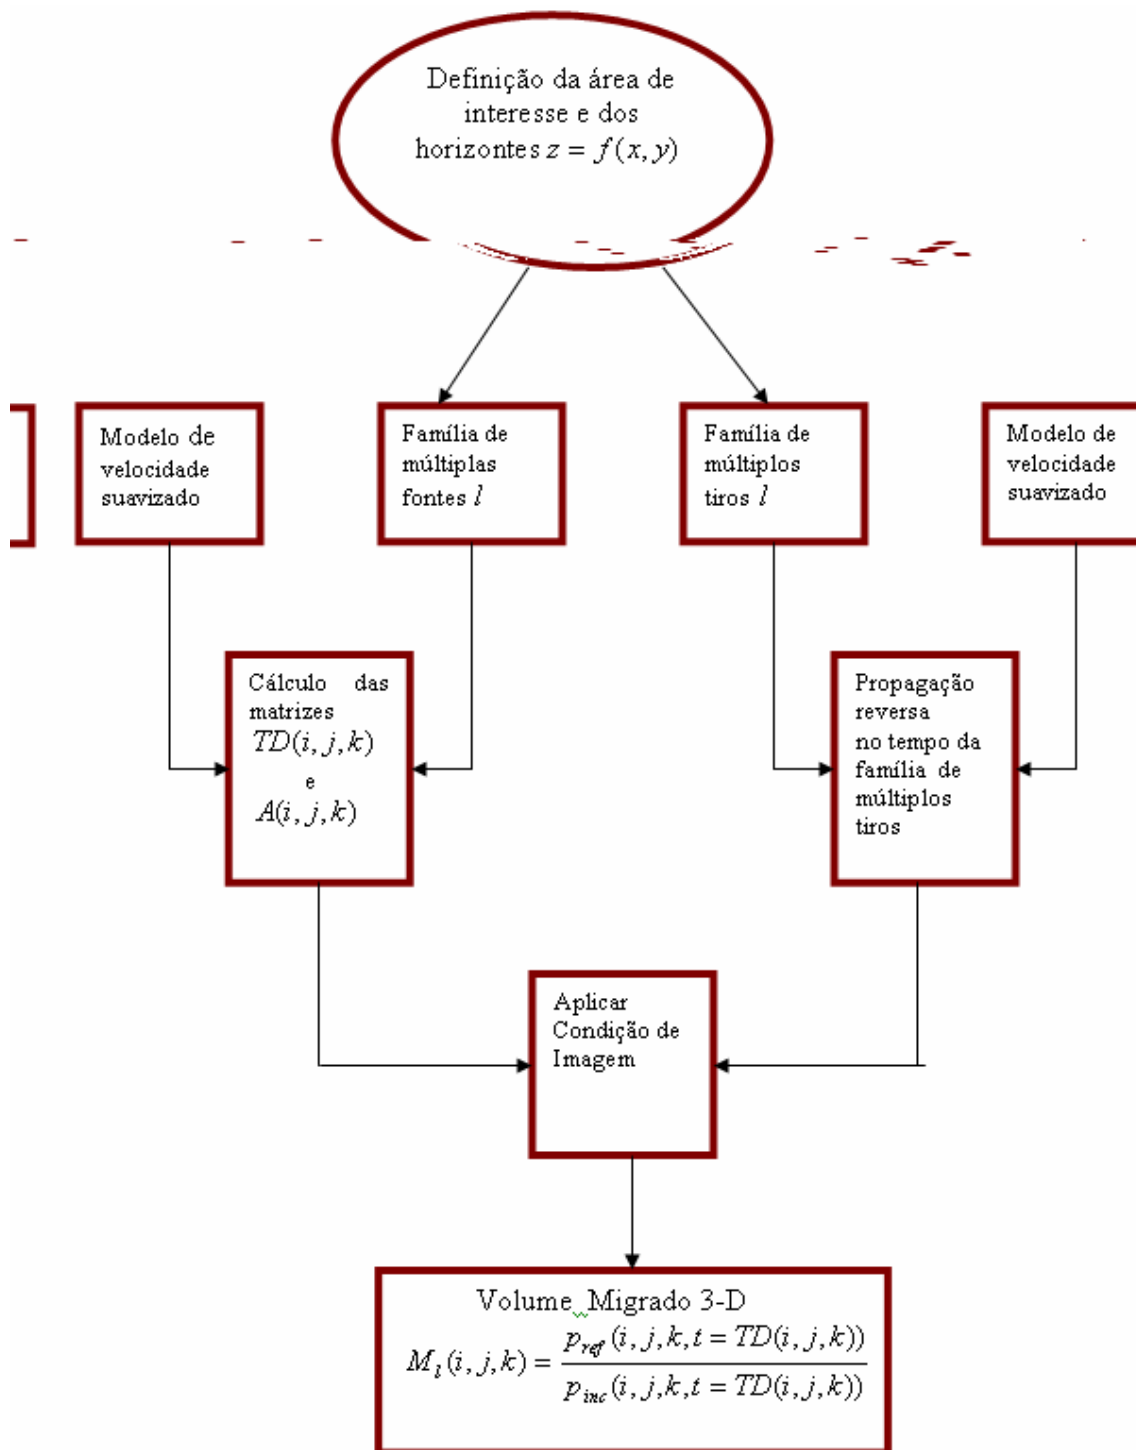 Definição da área de
interesse e dos
horizontes z = f(x, y)
Modelo de
velocidade
suavizado
Família de
múltiplas
fontes l
Família de
múltiplos
tiros l
Modelo de
velocidade
suavizado
Cálculo das
matrizes
TD(i, j, k)
e
A(i, j, k)
Propagação
reversa
no tempo da
família de
múltiplos
tiros
Aplicar
Condição de
Imagem
Volume Migrado 3-D
M_l(i, j, k) = p_ref(i, j, k, t = TD(i, j, k)) / p_inc(i, j, k, t = TD(i, j, k))